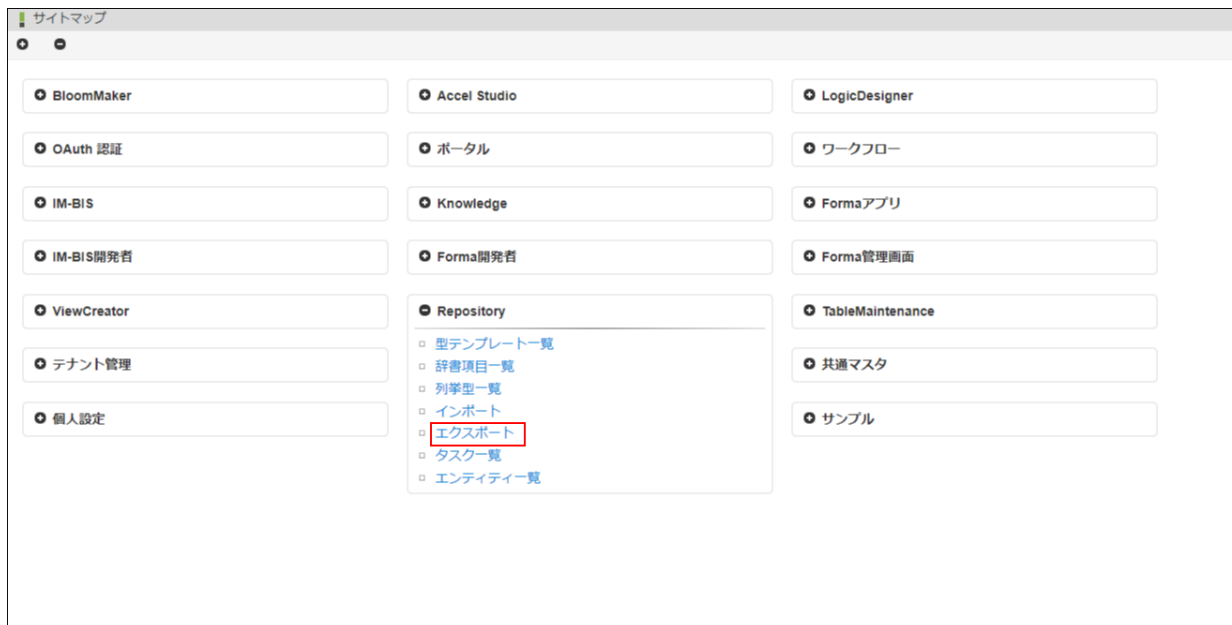 サイトマップ
BloomMaker
Accel Studio
LogicDesigner
OAuth 認証
ポータル
ワークフロー
IM-BIS
Knowledge
Formaアプリ
IM-BIS開発者
Forma開発者
Forma管理画面
ViewCreator
Repository
TableMaintenance
型テンプレート一覧
辞書項目一覧
列挙型一覧
インポート
エクスポート
タスク一覧
エンティティ一覧
テナント管理
共通マスタ
個人設定
サンプル